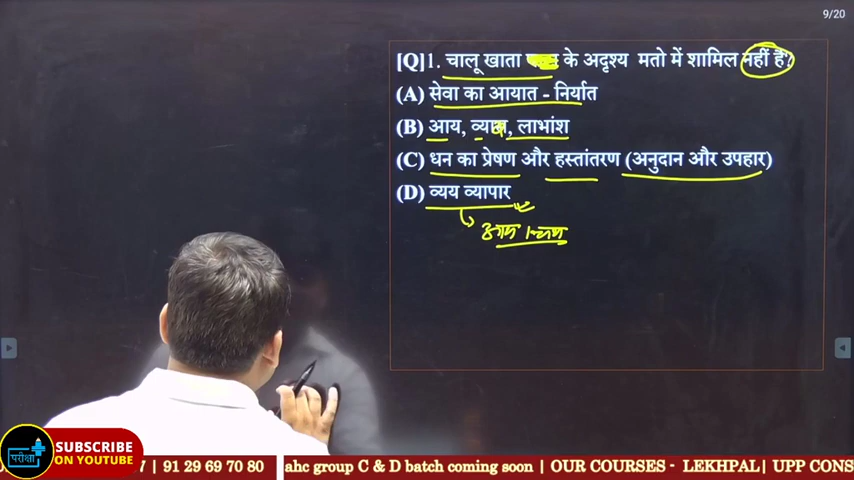 9/20
[Q]1. चालू खाता के अदृश्य मतो में शामिल नहीं है?
(A) सेवा का आयात - निर्यात
(B) आय, व्याज, लाभांश
(C) धन का प्रेषण और हस्तांतरण (अनुदान और उपहार)
(D) व्यय व्यापार
परीक्षा
SUBSCRIBE
ON YOUTUBE
7 | 91 29 69 70 80
ahc group C & D batch coming soon | OUR COURSES - LEKHPAL| UPP CONS